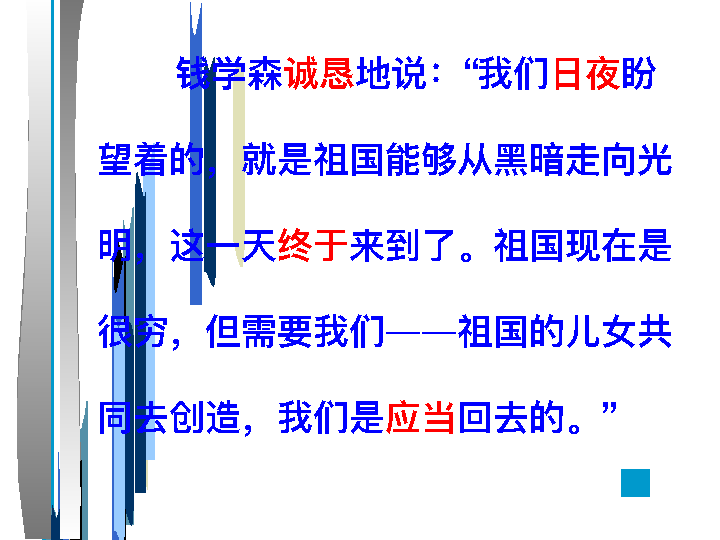 钱学森诚恳地说：“我们日夜盼
望着的，就是祖国能够从黑暗走向光
明，这一天终于来到了。祖国现在是
很穷，但需要我们——祖国的儿女共
同去创造，我们是应当回去的。”